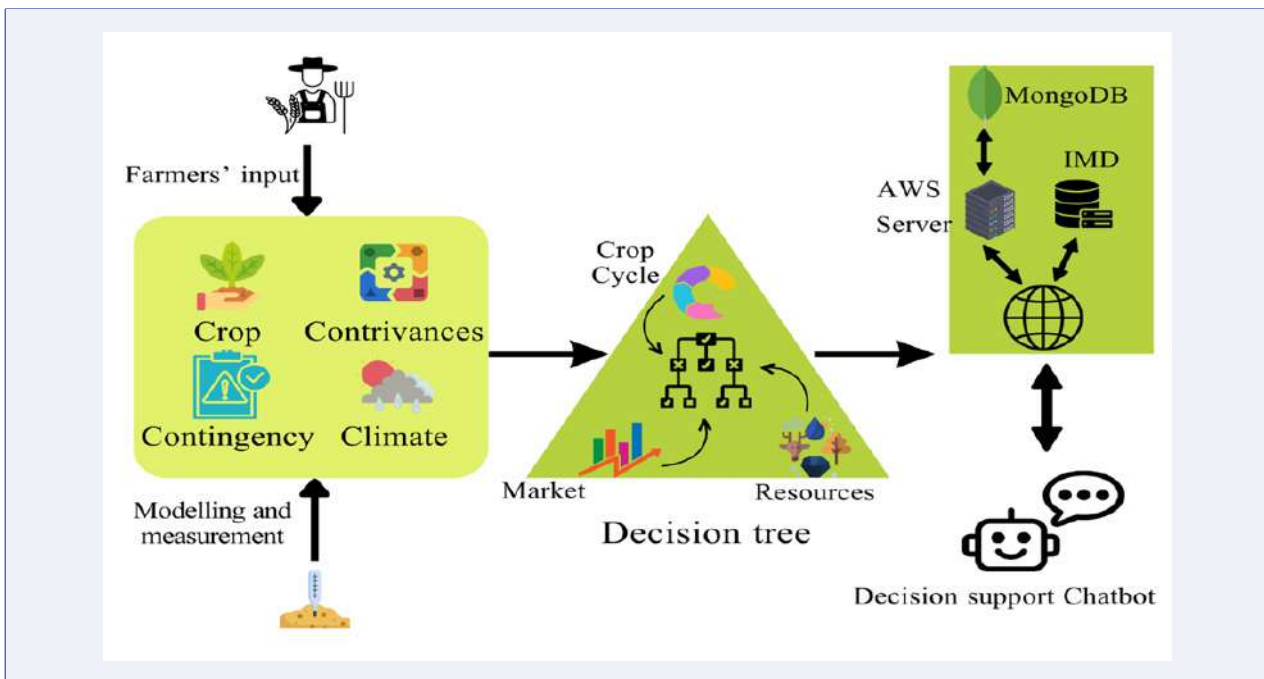 Farmers' input
Crop
Contrivances
Contingency
Climate
Modelling and
measurement
Crop
Cycle
Market
Resources
Decision tree
MongoDB
IMD
AWS
Server
Decision support Chatbot